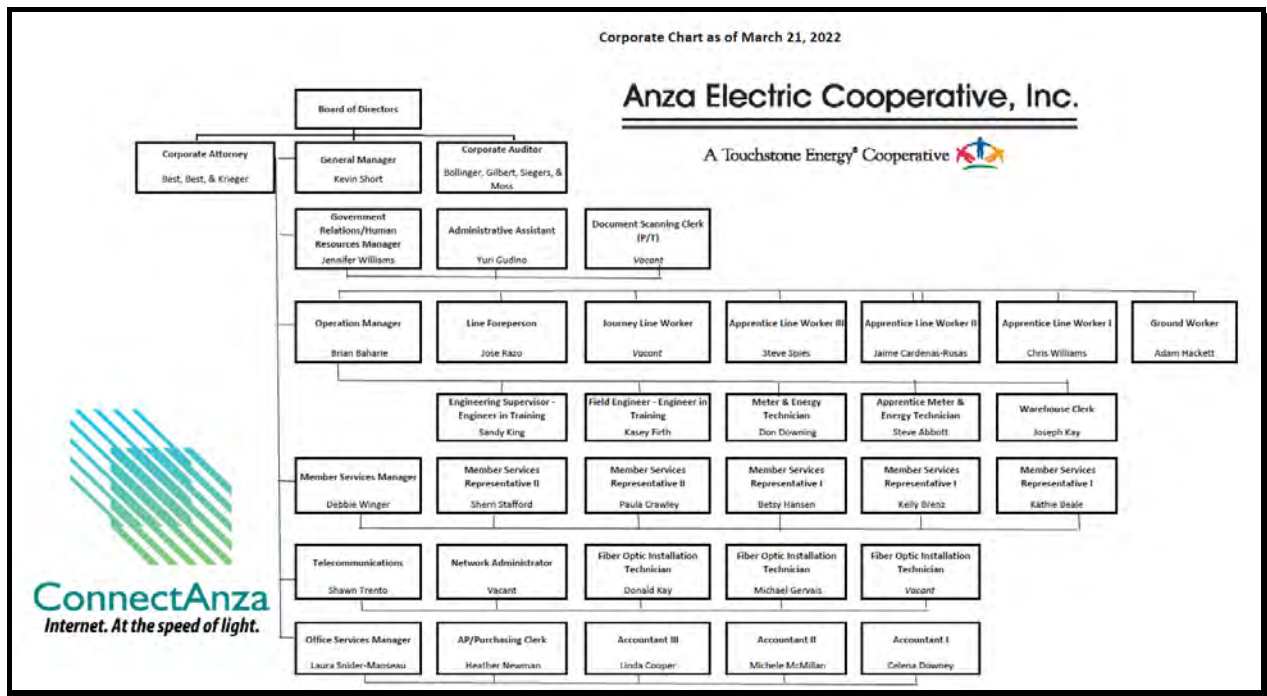 Corporate Chart as of March 21, 2022
Anza Electric Cooperative, Inc.
A Touchstone Energy® Cooperative
Board of Directors
Corporate Attorney
Best, Best, & Krieger
General Manager
Kevin Short
Corporate Auditor
Bollinger, Gilbert, Siegers, &
Moss
Government
Relations/Human
Resources Manager
Jennifer Williams
Administrative Assistant
Yuri Gudino
Document Scanning Clerk
(P/T)
Vacant
Operation Manager
Brian Baharie
Line Foreperson
Jose Razo
Journey Line Worker
Vacant
Apprentice Line Worker III
Steve Spies
Apprentice Line Worker II
Jaime Cardenas-Rosas
Apprentice Line Worker I
Chris Williams
Ground Worker
Adam Hackett
Engineering Supervisor -
Engineer in Training
Sandy King
Field Engineer - Engineer in
Training
Kasey Firth
Meter & Energy
Technician
Don Downing
Apprentice Meter &
Energy Technician
Steve Abbott
Warehouse Clerk
Joseph Kay
Member Services Manager
Debbie Winger
Member Services
Representative II
Sherri Stafford
Member Services
Representative II
Paula Crawley
Member Services
Representative I
Betsy Hansen
Member Services
Representative I
Kelly Brenz
Member Services
Representative I
Kathie Beale
Telecommunications
Shawn Trento
Network Administrator
Vacant
Fiber Optic Installation
Technician
Donald Kay
Fiber Optic Installation
Technician
Michael Gervais
Fiber Optic Installation
Technician
Vacant
Office Services Manager
Laura Snider-Manseau
AP/Purchasing Clerk
Heather Newman
Accountant III
Linda Cooper
Accountant II
Michele McMillan
Accountant I
Celena Downey
ConnectAnza
Internet. At the speed of light.